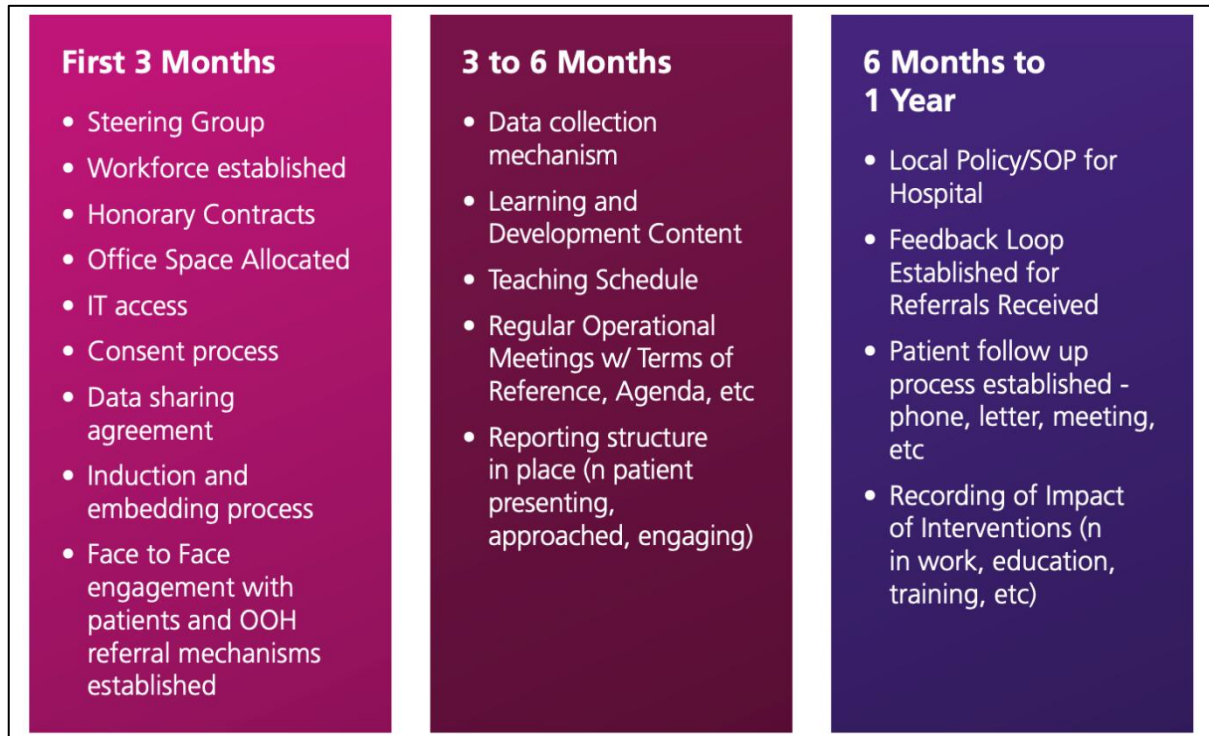 First 3 Months
• Steering Group
• Workforce established
• Honorary Contracts
• Office Space Allocated
• IT access
• Consent process
• Data sharing
agreement
• Induction and
embedding process
• Face to Face
engagement with
patients and OOH
referral mechanisms
established
3 to 6 Months
• Data collection
mechanism
• Learning and
Development Content
• Teaching Schedule
• Regular Operational
Meetings w/ Terms of
Reference, Agenda, etc
• Reporting structure
in place (n patient
presenting,
approached, engaging)
6 Months to
1 Year
• Local Policy/SOP for
Hospital
• Feedback Loop
Established for
Referrals Received
• Patient follow up
process established -
phone, letter, meeting,
etc
• Recording of Impact
of Interventions (n
in work, education,
training, etc)